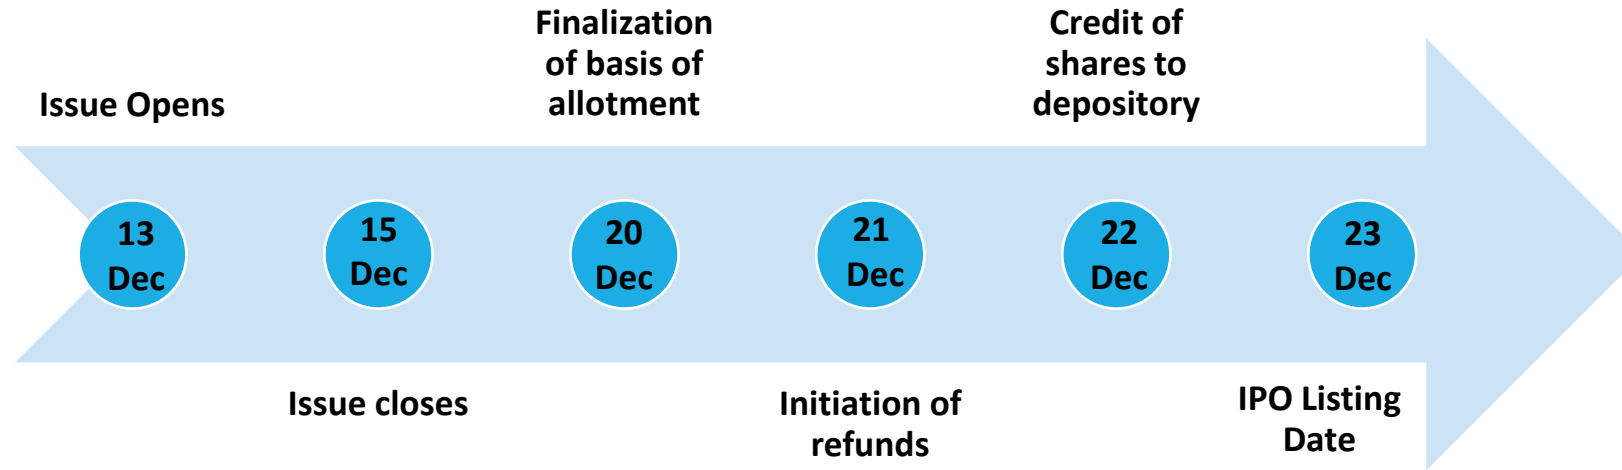 Issue Opens
Finalization
of basis of
allotment
Credit of
shares to
depository
13
Dec
15
Dec
20
Dec
21
Dec
22
Dec
23
Dec
Issue closes
Initiation of
refunds
IPO Listing
Date